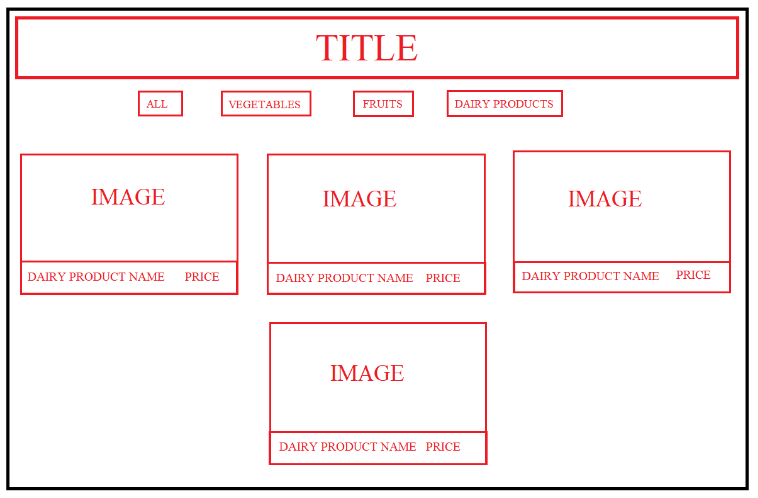 TITLE
ALL VEGETABLES FRUITS DAIRY PRODUCTS
IMAGE IMAGE IMAGE
DAIRY PRODUCT NAME PRICE DAIRY PRODUCT NAME PRICE DAIRY PRODUCT NAME PRICE
IMAGE
DAIRY PRODUCT NAME PRICE